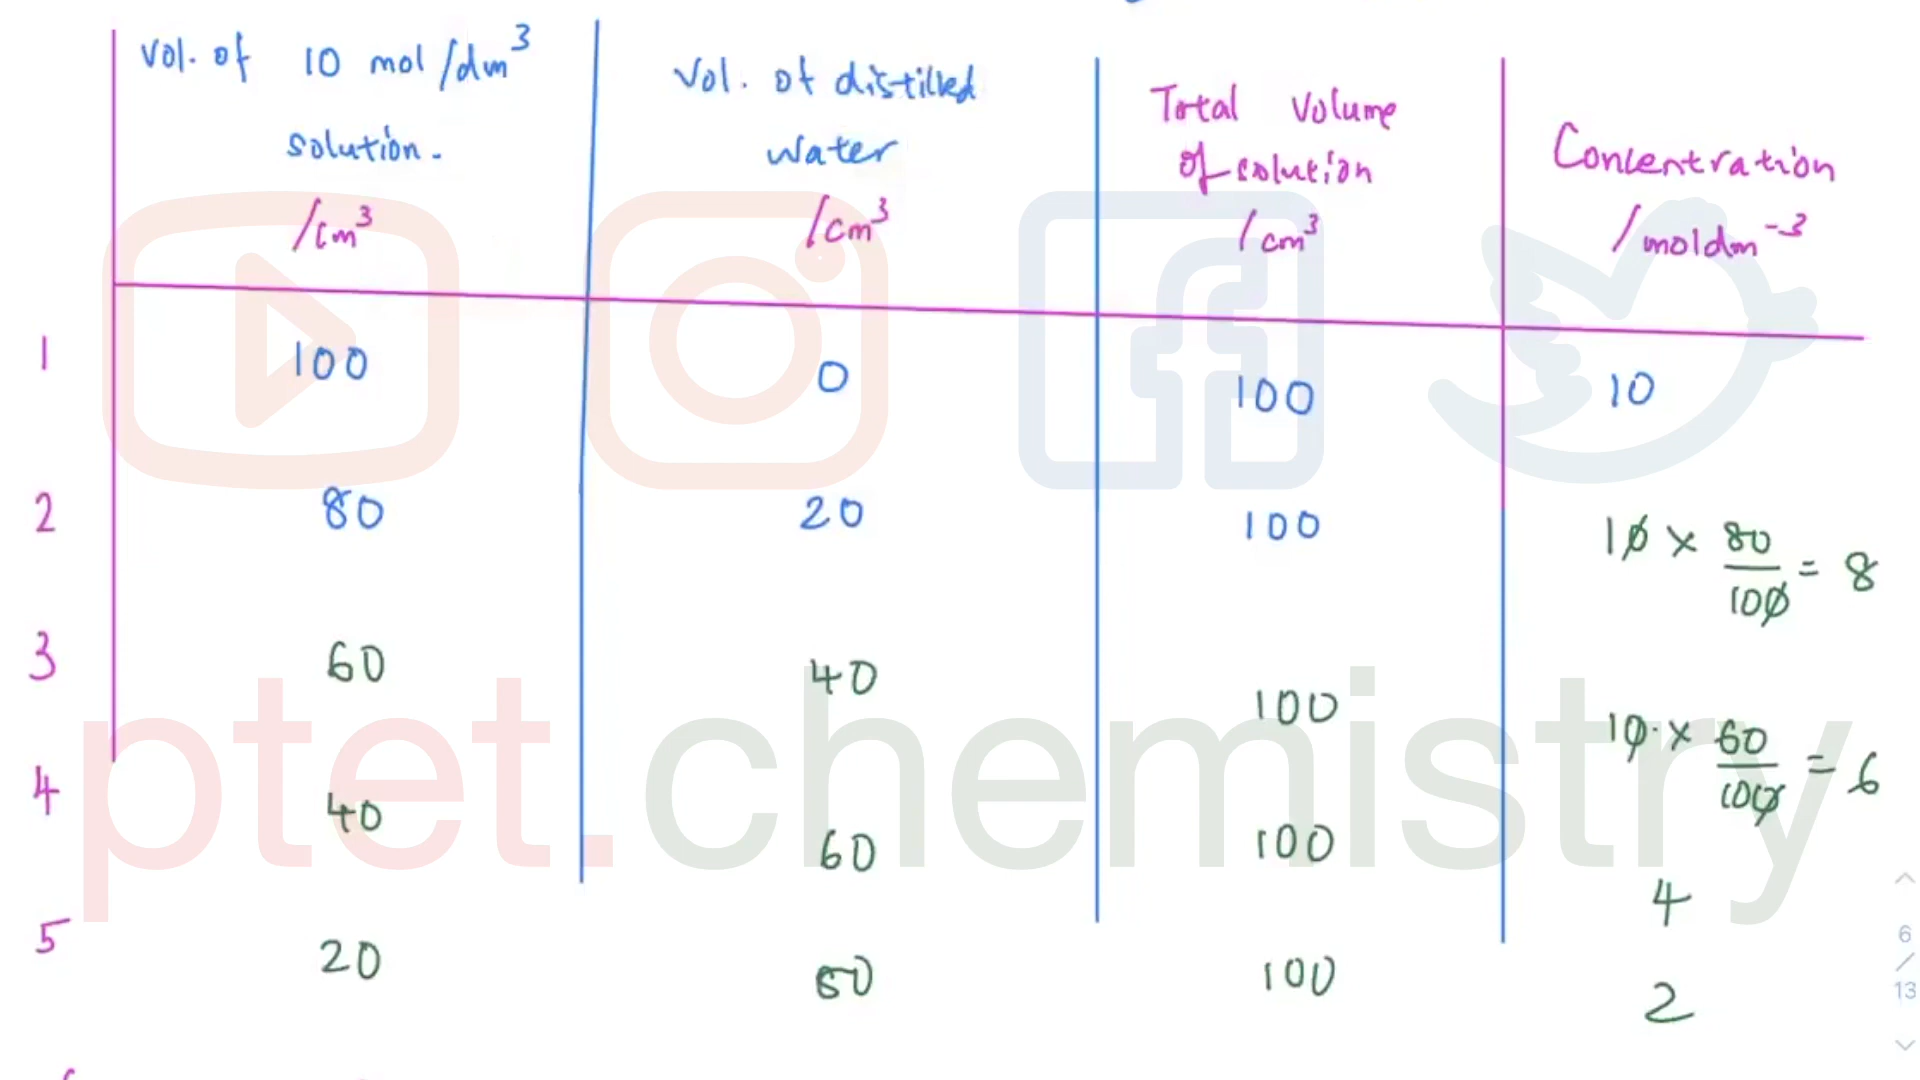 Vol. of 10 mol/dm³
solution.
/cm³
Vol. of distilled
water
/cm³
Total volume
of solution
/cm³
Concentration
/moldm⁻³
1 100 0 100 10
2 80 20 100 10 × 80/100 = 8
3 60 40 100 10 × 60/100 = 6
4 40 60 100 4
5 20 80 100 2
ptet.chemistry
6
/
13